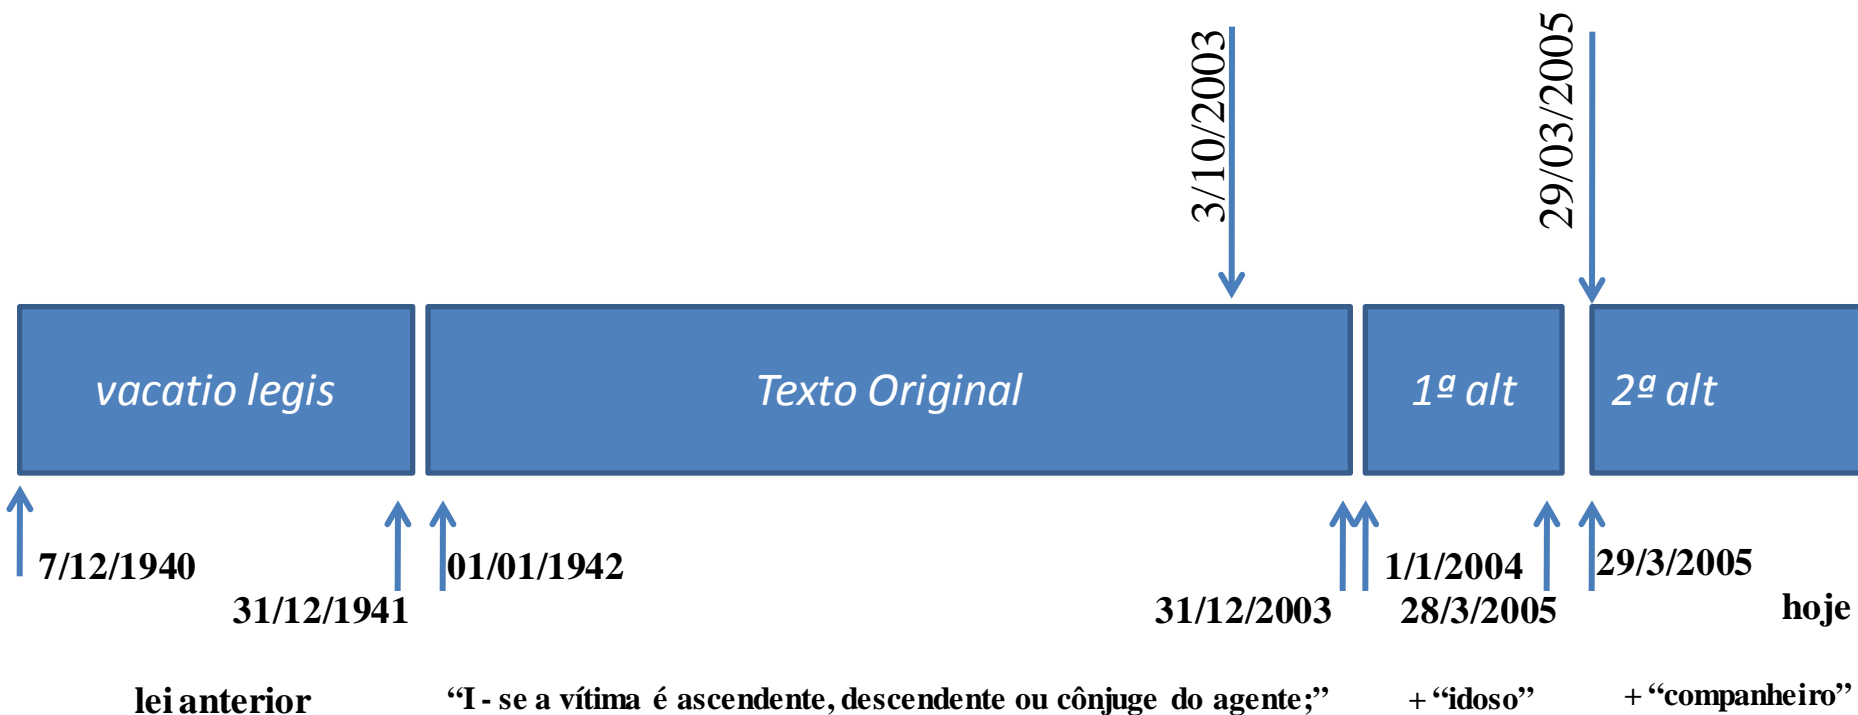 3/10/2003
29/03/2005
vacatio legis
Texto Original
1ª alt
2ª alt
7/12/1940
31/12/1941
01/01/1942
31/12/2003
1/1/2004
28/3/2005
29/3/2005
hoje
lei anterior
“I - se a vítima é ascendente, descendente ou cônjuge do agente;”
+ “idoso”
+ “companheiro”